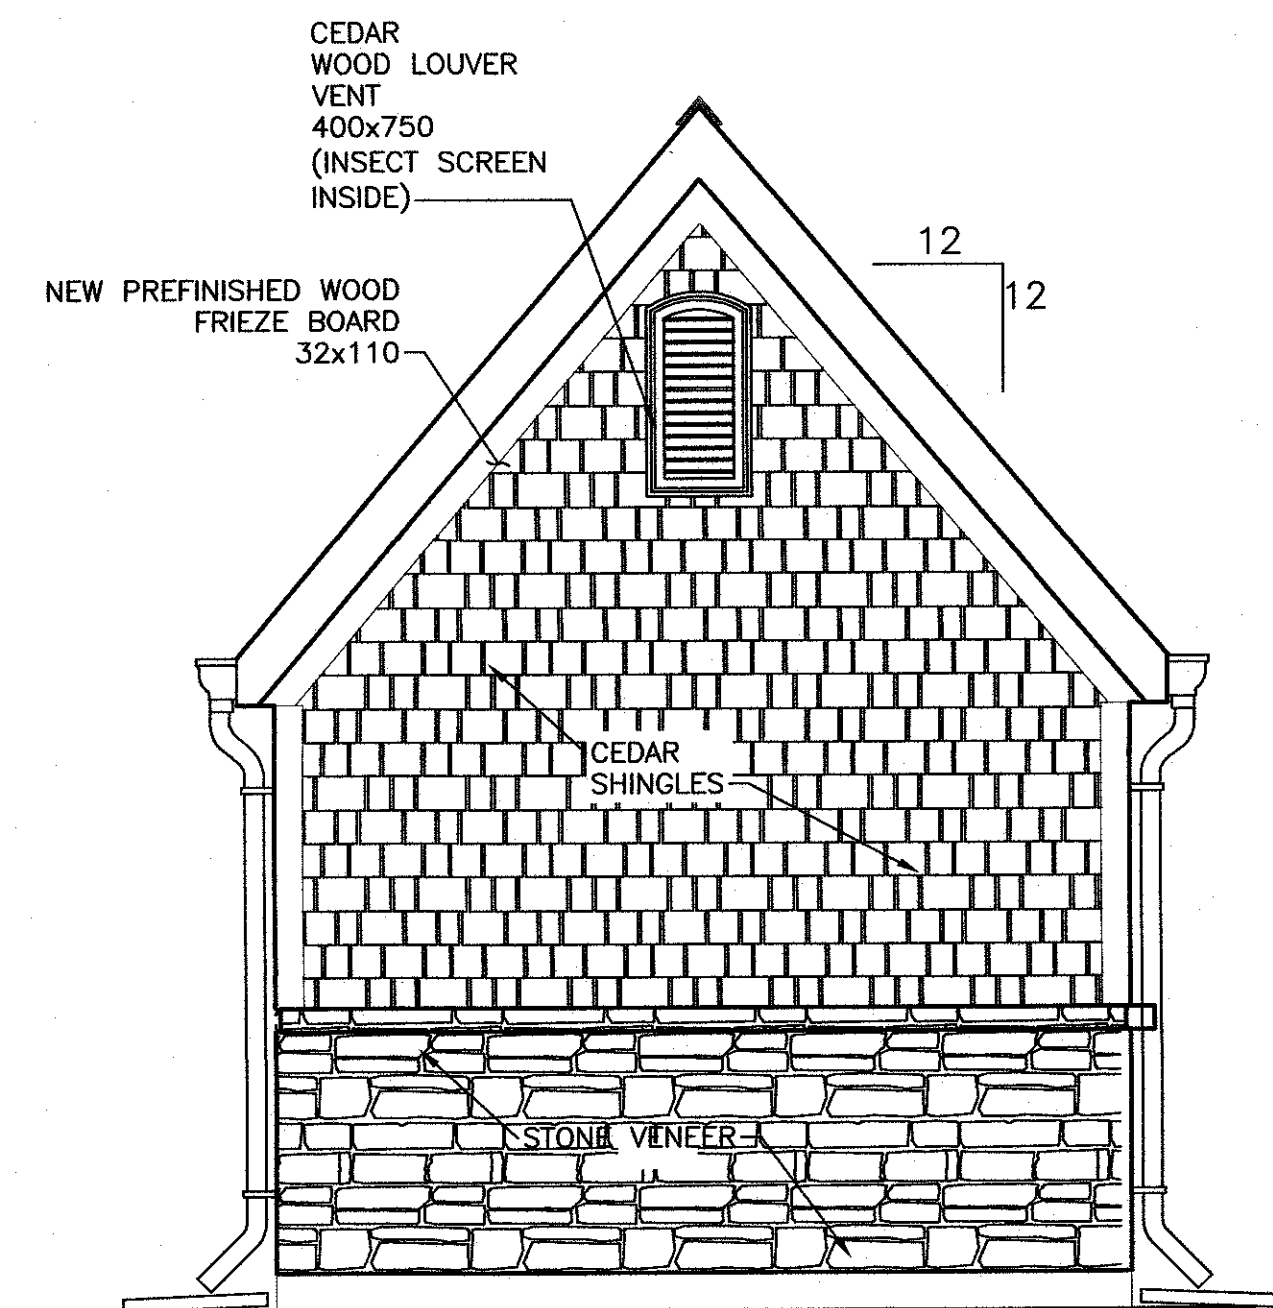 CEDAR
WOOD LOUVER
VENT
400x750
(INSECT SCREEN
INSIDE)
12
12
NEW PREFINISHED WOOD
FRIEZE BOARD
32x110
CEDAR
SHINGLES
STONE VENEER